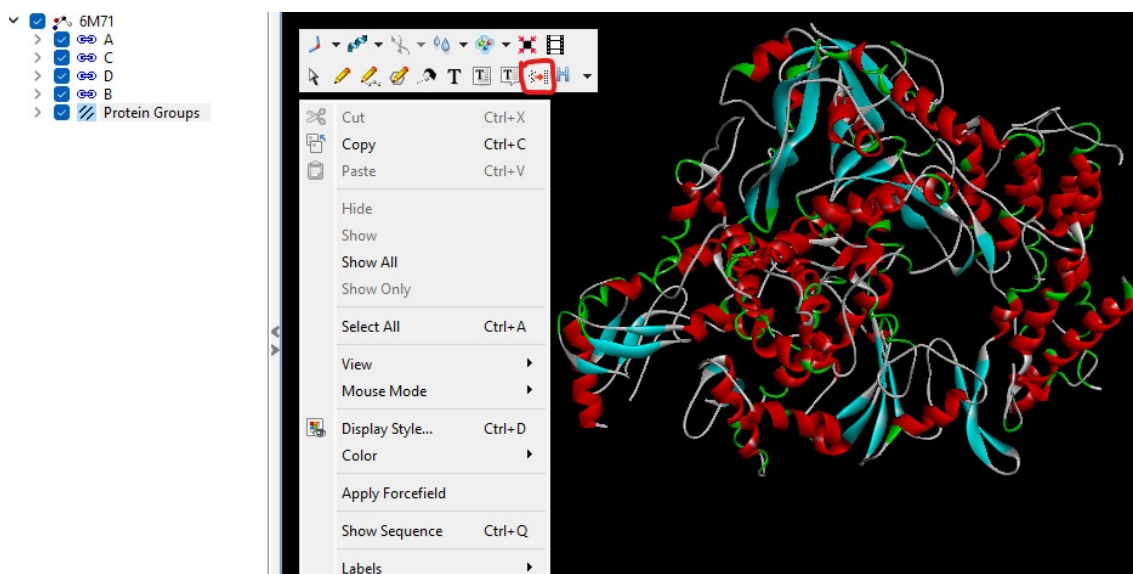 6M71
A
C
D
B
Protein Groups
T T T H
Cut Ctrl+X
Copy Ctrl+C
Paste Ctrl+V
Hide
Show
Show All
Show Only
Select All Ctrl+A
View
Mouse Mode
Display Style... Ctrl+D
Color
Apply Forcefield
Show Sequence Ctrl+Q
Labels